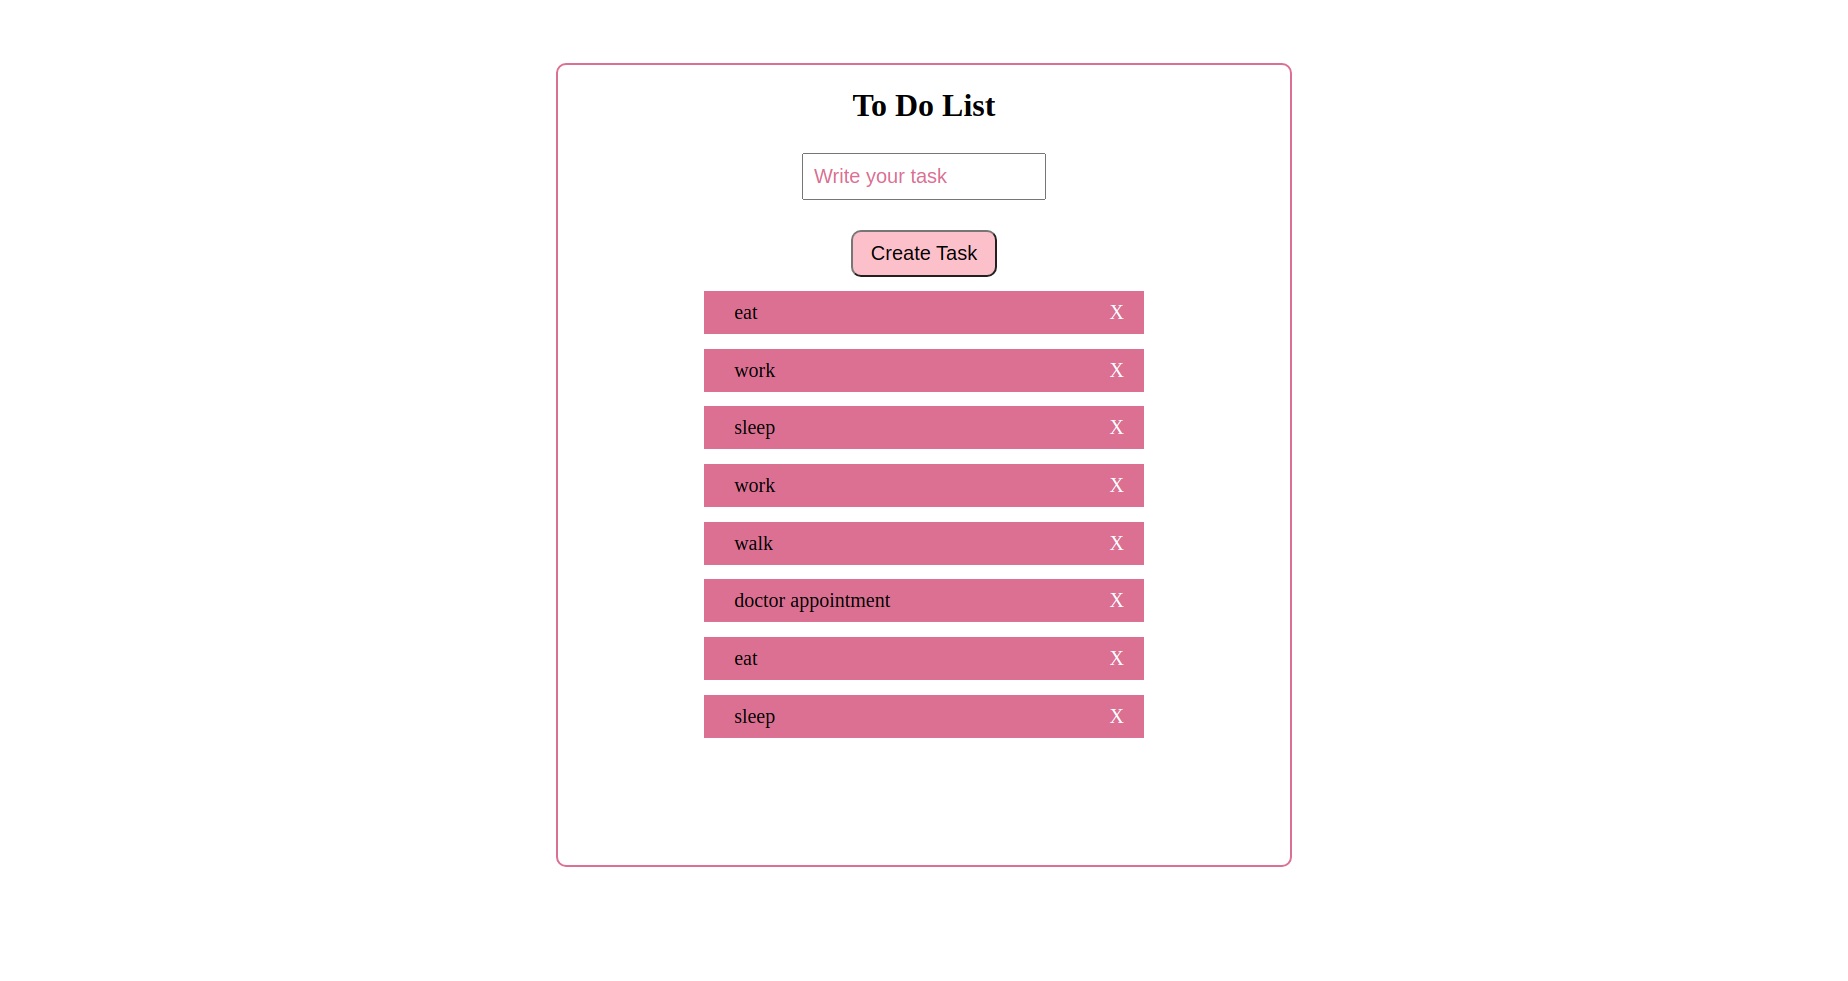 To Do List
Write your task
Create Task
eat X
work X
sleep X
work X
walk X
doctor appointment X
eat X
sleep X